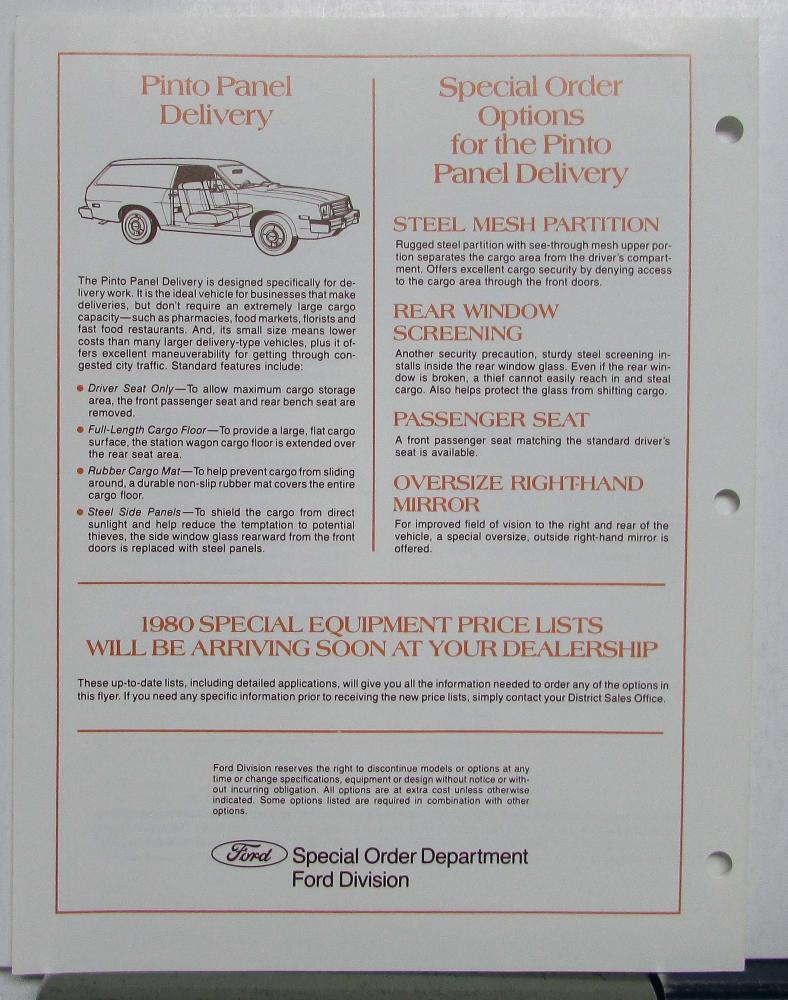 Pinto Panel
Delivery
The Pinto Panel Delivery is designed specifically for de-
livery work. It is the ideal vehicle for businesses that make
deliveries, but don't require an extremely large cargo
capacity—such as pharmacies, food markets, florists and
fast food restaurants. And, its small size means lower
costs than many larger delivery-type vehicles, plus it of-
fers excellent maneuverability for getting through con-
gested city traffic. Standard features include:
● Driver Seat Only—To allow maximum cargo storage
area, the front passenger seat and rear bench seat are
removed.
● Full-Length Cargo Floor—To provide a large, flat cargo
surface, the station wagon cargo floor is extended over
the rear seat area.
● Rubber Cargo Mat—To help prevent cargo from sliding
around, a durable non-slip rubber mat covers the entire
cargo floor.
● Steel Side Panels—To shield the cargo from direct
sunlight and help reduce the temptation to potential
thieves, the side window glass rearward from the front
doors is replaced with steel panels.
Special Order
Options
for the Pinto
Panel Delivery
STEEL MESH PARTITION
Rugged steel partition with see-through mesh upper por-
tion separates the cargo area from the driver's compart-
ment. Offers excellent cargo security by denying access
to the cargo area through the front doors.
REAR WINDOW
SCREENING
Another security precaution, sturdy steel screening in-
stalls inside the rear window glass. Even if the rear win-
dow is broken, a thief cannot easily reach in and steal
cargo. Also helps protect the glass from shifting cargo.
PASSENGER SEAT
A front passenger seat matching the standard driver's
seat is available.
OVERSIZE RIGHT-HAND
MIRROR
For improved field of vision to the right and rear of the
vehicle, a special oversize, outside right-hand mirror is
offered.
1980 SPECIAL EQUIPMENT PRICE LISTS
WILL BE ARRIVING SOON AT YOUR DEALERSHIP
These up-to-date lists, including detailed applications, will give you all the information needed to order any of the options in
this flyer. If you need any specific information prior to receiving the new price lists, simply contact your District Sales Office.
Ford Division reserves the right to discontinue models or options at any
time or change specifications, equipment or design without notice or with-
out incurring obligation. All options are at extra cost unless otherwise
indicated. Some options listed are required in combination with other
options.
Ford Special Order Department
Ford Division